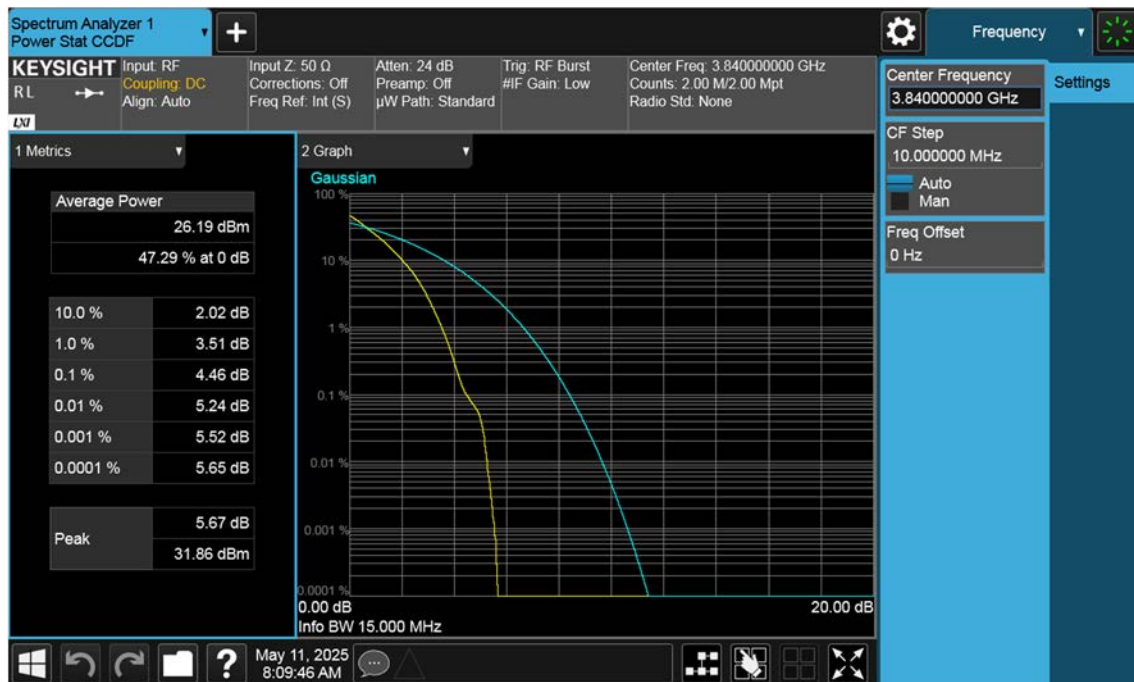 Spectrum Analyzer 1
Power Stat CCDF
+
Frequency
KEYSIGHT
RL
LXI
Input: RF
Coupling: DC
Align: Auto
Input Z: 50 Ω
Corrections: Off
Freq Ref: Int (S)
Atten: 24 dB
Preamp: Off
µW Path: Standard
Trig: RF Burst
#IF Gain: Low
Center Freq: 3.840000000 GHz
Counts: 2.00 M/2.00 Mpt
Radio Std: None
1 Metrics
Average Power
26.19 dBm
47.29 % at 0 dB
10.0 % 2.02 dB
1.0 % 3.51 dB
0.1 % 4.46 dB
0.01 % 5.24 dB
0.001 % 5.52 dB
0.0001 % 5.65 dB
Peak
5.67 dB
31.86 dBm
2 Graph
Gaussian
100 %
10 %
1 %
0.1 %
0.01 %
0.001 %
0.0001 %
0.00 dB 20.00 dB
Info BW 15.000 MHz
Center Frequency
3.840000000 GHz
CF Step
10.000000 MHz
Auto
Man
Freq Offset
0 Hz
Settings
?
May 11, 2025
8:09:46 AM